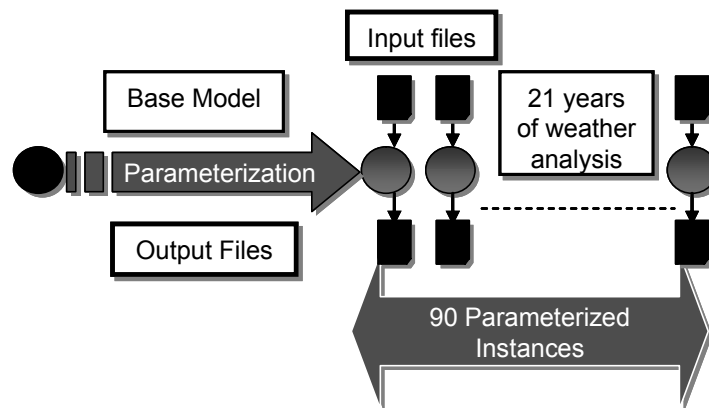 Input files
Base Model
21 years
of weather
analysis
Parameterization
Output Files
90 Parameterized
Instances